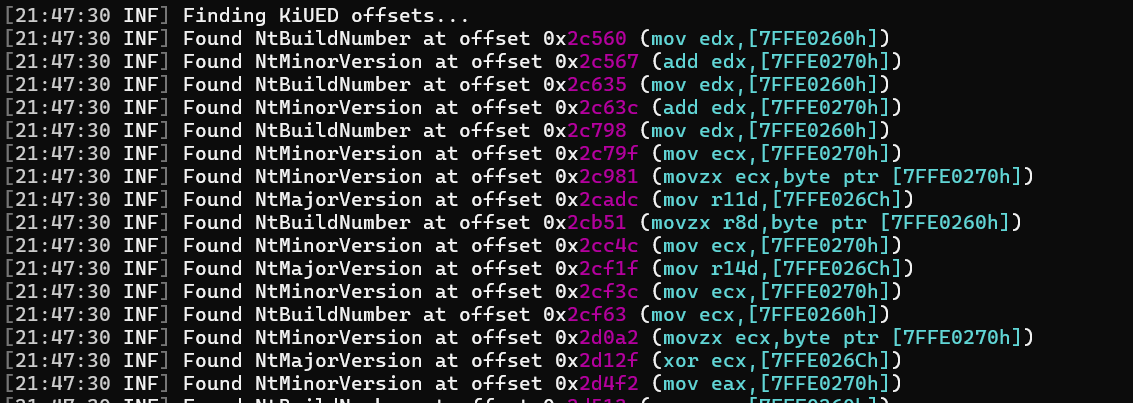 [21:47:30 INF] Finding KiUED offsets...
[21:47:30 INF] Found NtBuildNumber at offset 0x2c560 (mov edx,[7FFE0260h])
[21:47:30 INF] Found NtMinorVersion at offset 0x2c567 (add edx,[7FFE0270h])
[21:47:30 INF] Found NtBuildNumber at offset 0x2c635 (mov edx,[7FFE0260h])
[21:47:30 INF] Found NtMinorVersion at offset 0x2c63c (add edx,[7FFE0270h])
[21:47:30 INF] Found NtBuildNumber at offset 0x2c798 (mov edx,[7FFE0260h])
[21:47:30 INF] Found NtMinorVersion at offset 0x2c79f (mov ecx,[7FFE0270h])
[21:47:30 INF] Found NtMinorVersion at offset 0x2c981 (movzx ecx,byte ptr [7FFE0270h])
[21:47:30 INF] Found NtMajorVersion at offset 0x2cadc (mov r11d,[7FFE026Ch])
[21:47:30 INF] Found NtBuildNumber at offset 0x2cb51 (movzx r8d,byte ptr [7FFE0260h])
[21:47:30 INF] Found NtMinorVersion at offset 0x2cc4c (mov ecx,[7FFE0270h])
[21:47:30 INF] Found NtMajorVersion at offset 0x2cf1f (mov r14d,[7FFE026Ch])
[21:47:30 INF] Found NtMinorVersion at offset 0x2cf3c (mov ecx,[7FFE0270h])
[21:47:30 INF] Found NtBuildNumber at offset 0x2cf63 (mov ecx,[7FFE0260h])
[21:47:30 INF] Found NtMinorVersion at offset 0x2d0a2 (movzx ecx,byte ptr [7FFE0270h])
[21:47:30 INF] Found NtMajorVersion at offset 0x2d12f (xor ecx,[7FFE026Ch])
[21:47:30 INF] Found NtMinorVersion at offset 0x2d4f2 (mov eax,[7FFE0270h])